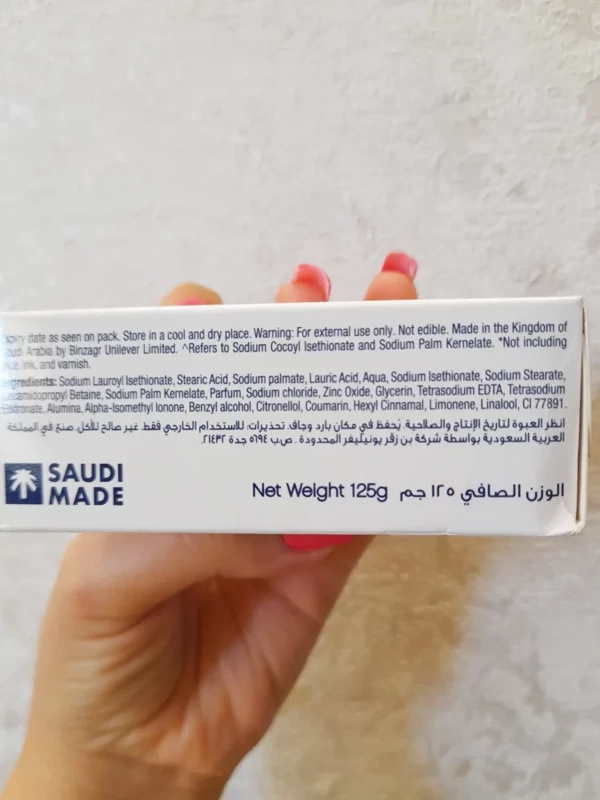 Expiry date as seen on pack. Store in a cool and dry place. Warning: For external use only. Not edible. Made in the Kingdom of
Saudi Arabia by Binzagr Unilever Limited. ^Refers to Sodium Cocoyl Isethionate and Sodium Palm Kernelate. *Not including
glue, ink, and varnish.
Ingredients: Sodium Lauroyl Isethionate, Stearic Acid, Sodium palmate, Lauric Acid, Aqua, Sodium Isethionate, Sodium Stearate,
Cocamidopropyl Betaine, Sodium Palm Kernelate, Parfum, Sodium chloride, Zinc Oxide, Glycerin, Tetrasodium EDTA, Tetrasodium
Etidronate, Alumina, Alpha-Isomethyl Ionone, Benzyl alcohol, Citronellol, Coumarin, Hexyl Cinnamal, Limonene, Linalool, CI 77891.
انظر العبوة لتاريخ الإنتاج والصلاحية. يُحفظ في مكان بارد وجاف. تحذيرات: للاستخدام الخارجي فقط. غير صالح للأكل. صنع في المملكة
العربية السعودية بواسطة شركة بن زقر يونيليفر المحدودة . ص.ب ٥٦٩٤ جدة ٢١٤٣٢.
SAUDI
MADE
Net Weight 125g الوزن الصافي ١٢٥ جم